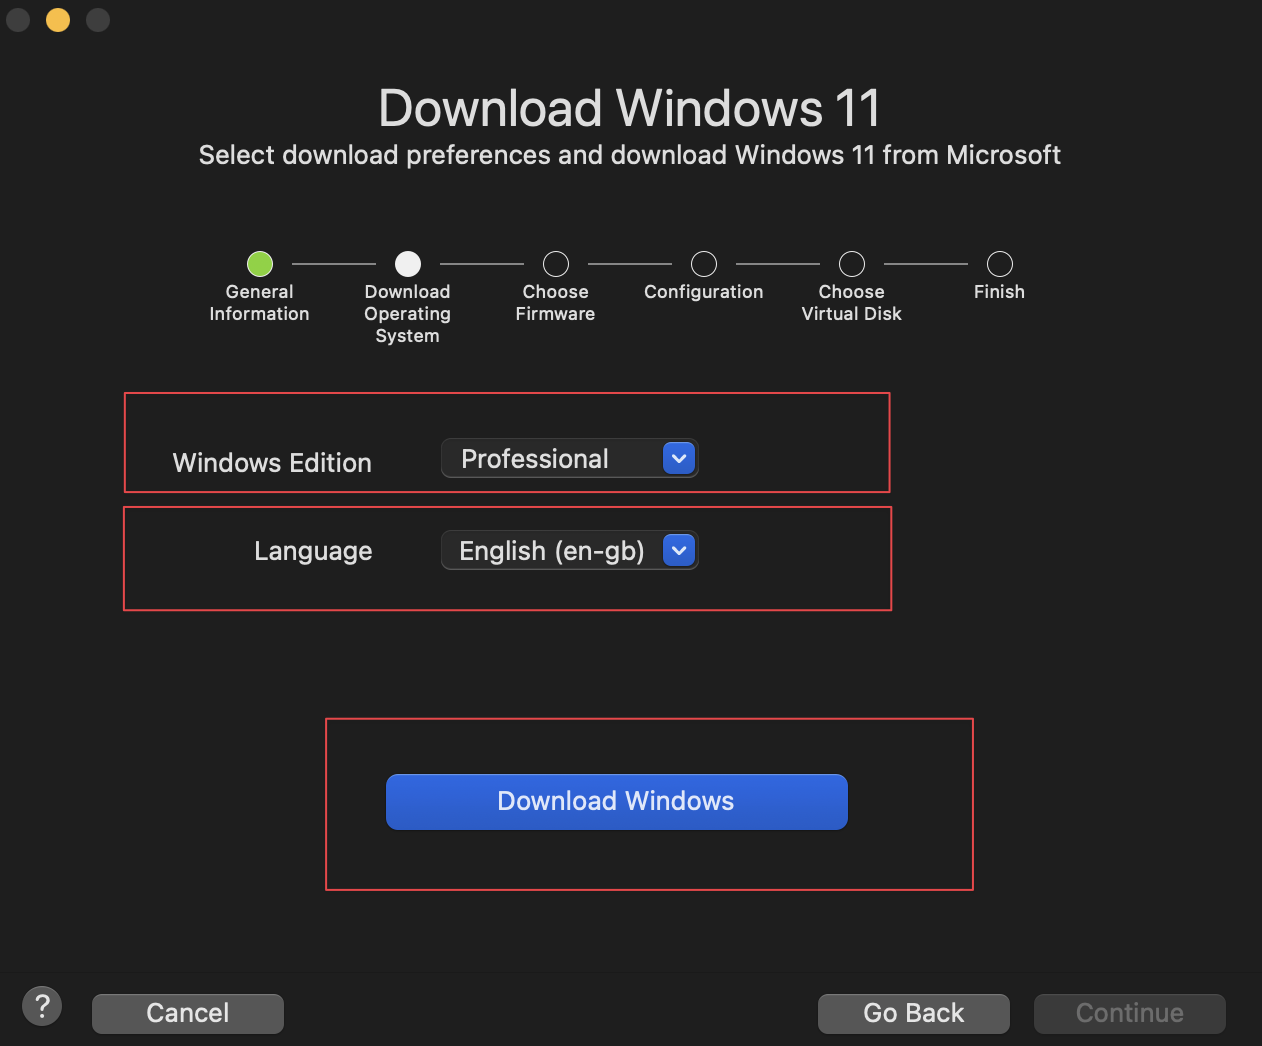 Download Windows 11
Select download preferences and download Windows 11 from Microsoft
General
Information
Download
Operating
System
Choose
Firmware
Configuration
Choose
Virtual Disk
Finish
Windows Edition
Professional
Language
English (en-gb)
Download Windows
?
Cancel
Go Back
Continue